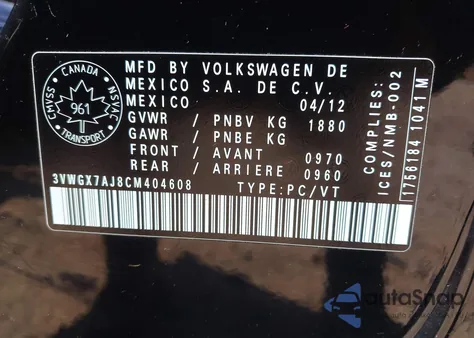 MFD BY VOLKSWAGEN DE
MEXICO S.A. DE C.V.
MEXICO 04/12
GVWR / PNBV KG 1880
GAWR / PNBE KG
FRONT / AVANT 0970
REAR / ARRIERE 0960
3VWGX7AJ8CM404608 TYPE:PC/VT
CANADA
CMVSS
NSVAC
961
TRANSPORT
COMPLIES:
ICES/NMB-002
1756184 1041 M
autoSnap